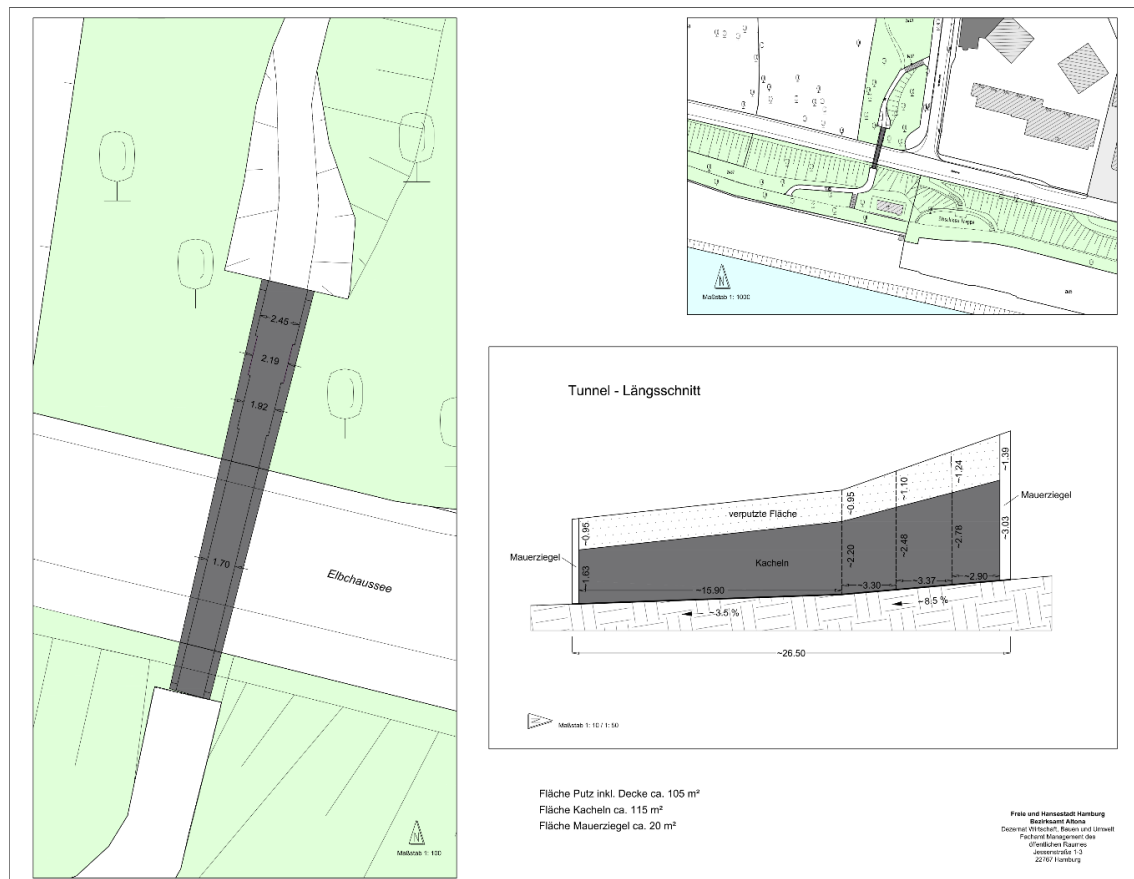 2.45
2.19
1.92
1.70
Elbchaussee
N
Maßstab 1: 100
N
Maßstab 1: 1000
Tunnel - Längsschnitt
verputzte Fläche
Kacheln
Mauerziegel
Mauerziegel
~0.95
~1.63
~0.95
~2.20
~1.10
~2.48
~1.24
~2.78
~1.39
~3.03
~15.90
~3.30
~3.37
~2.90
~3.5 %
~8.5 %
~26.50
Maßstab 1: 10 / 1: 50
Fläche Putz inkl. Decke ca. 105 m²
Fläche Kacheln ca. 115 m²
Fläche Mauerziegel ca. 20 m²
Freie und Hansestadt Hamburg
Bezirksamt Altona
Dezernat Wirtschaft, Bauen und Umwelt
Fachamt Management des
öffentlichen Raumes
Jessenstraße 1-3
22767 Hamburg